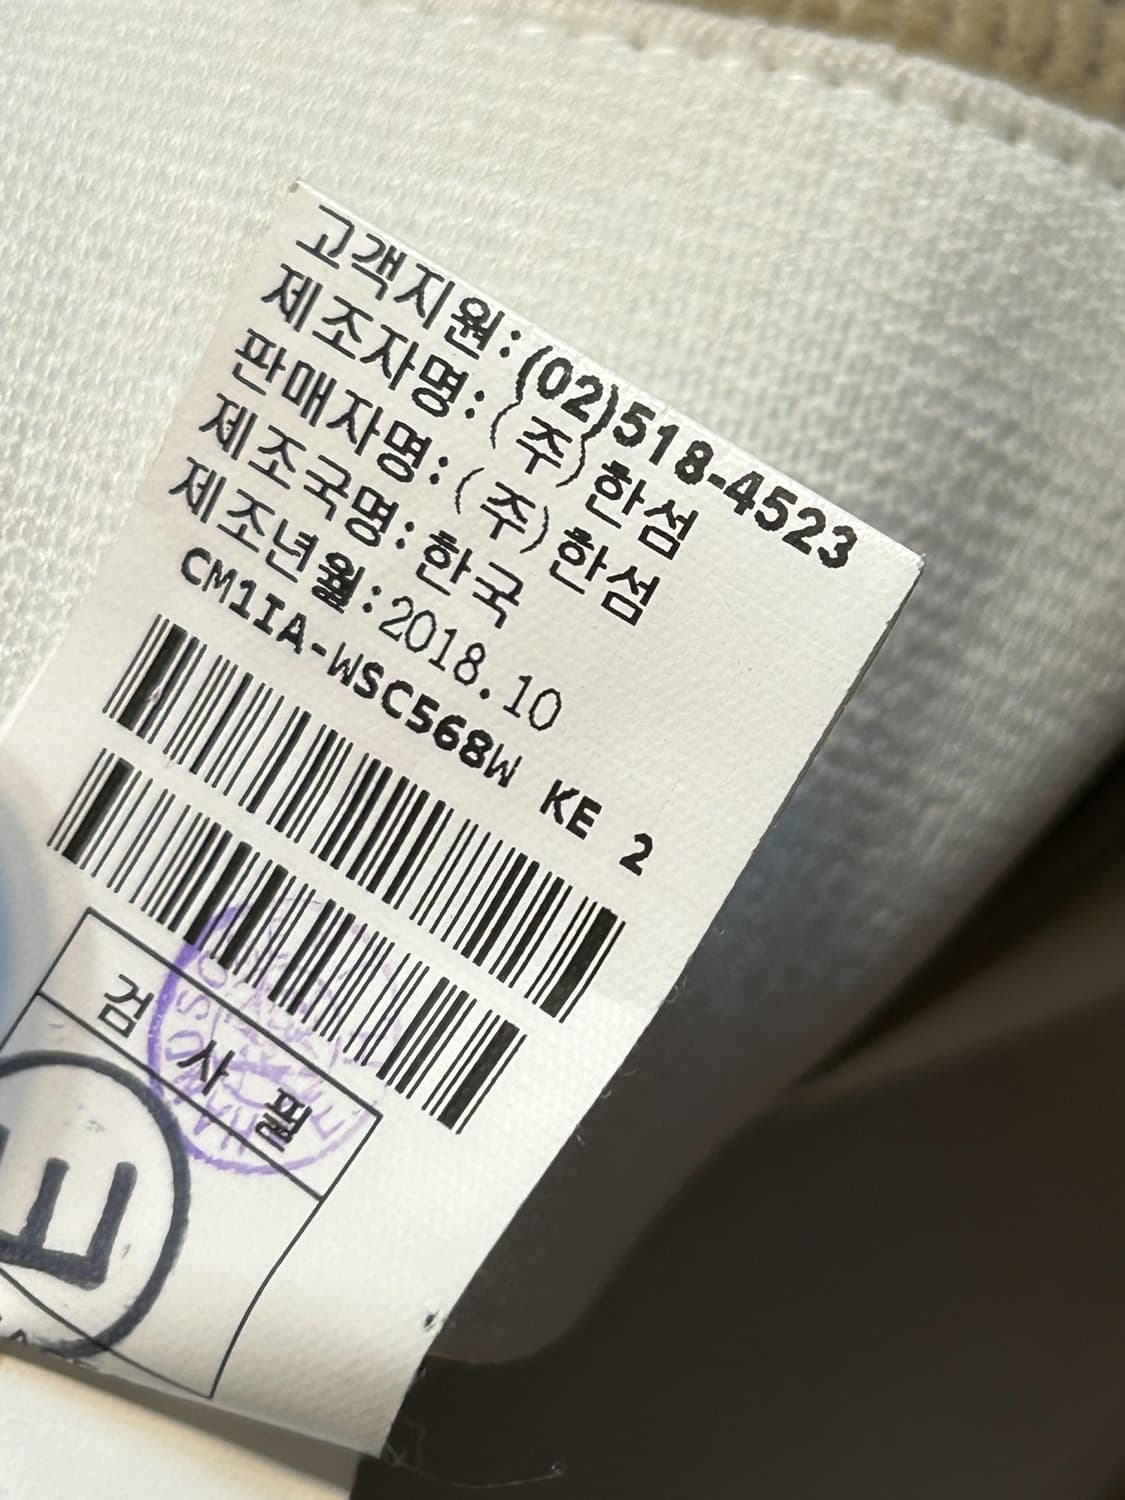 고객지원:(02)518-4523
제조자명:(주)한섬
판매자명:(주)한섬
제조국명:한국
제조년월:2018.10
CM1IA-WSC568W KE 2
검 사 필
E